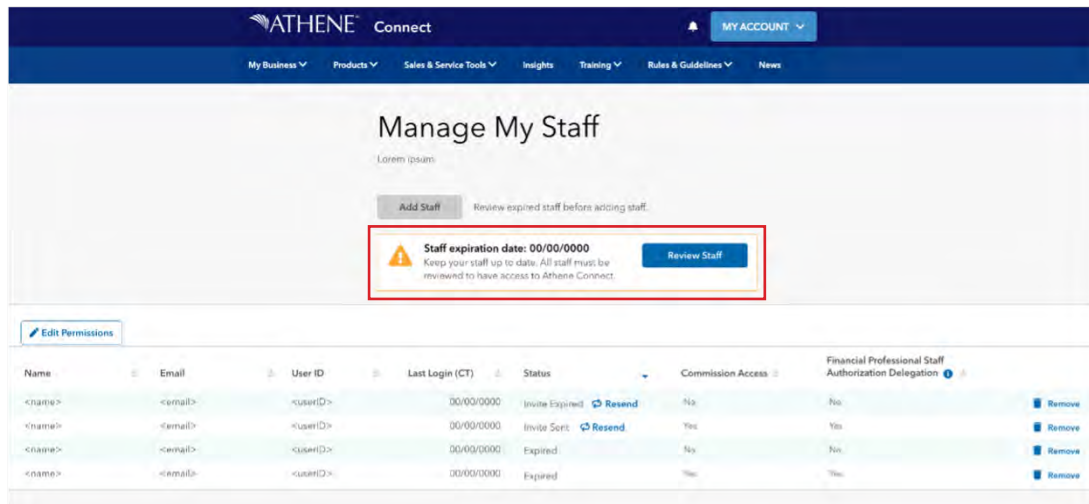 ATHENE Connect
MY ACCOUNT
My Business Products Sales & Service Tools Insights Training Rules & Guidelines News
Manage My Staff
Lorem ipsum
Add Staff Review expired staff before adding staff.
Staff expiration date: 00/00/0000
Keep your staff up to date. All staff must be
reviewed to have access to Athene Connect.
Review Staff
Edit Permissions
Name Email User ID Last Login (CT) Status Commission Access Financial Professional Staff
Authorization Delegation
<name> <email> <userID> 00/00/0000 Invite Expired Resend No No Remove
<name> <email> <userID> 00/00/0000 Invite Sent Resend Yes Yes Remove
<name> <email> <userID> 00/00/0000 Expired No No Remove
<name> <email> <userID> 00/00/0000 Expired Yes Yes Remove